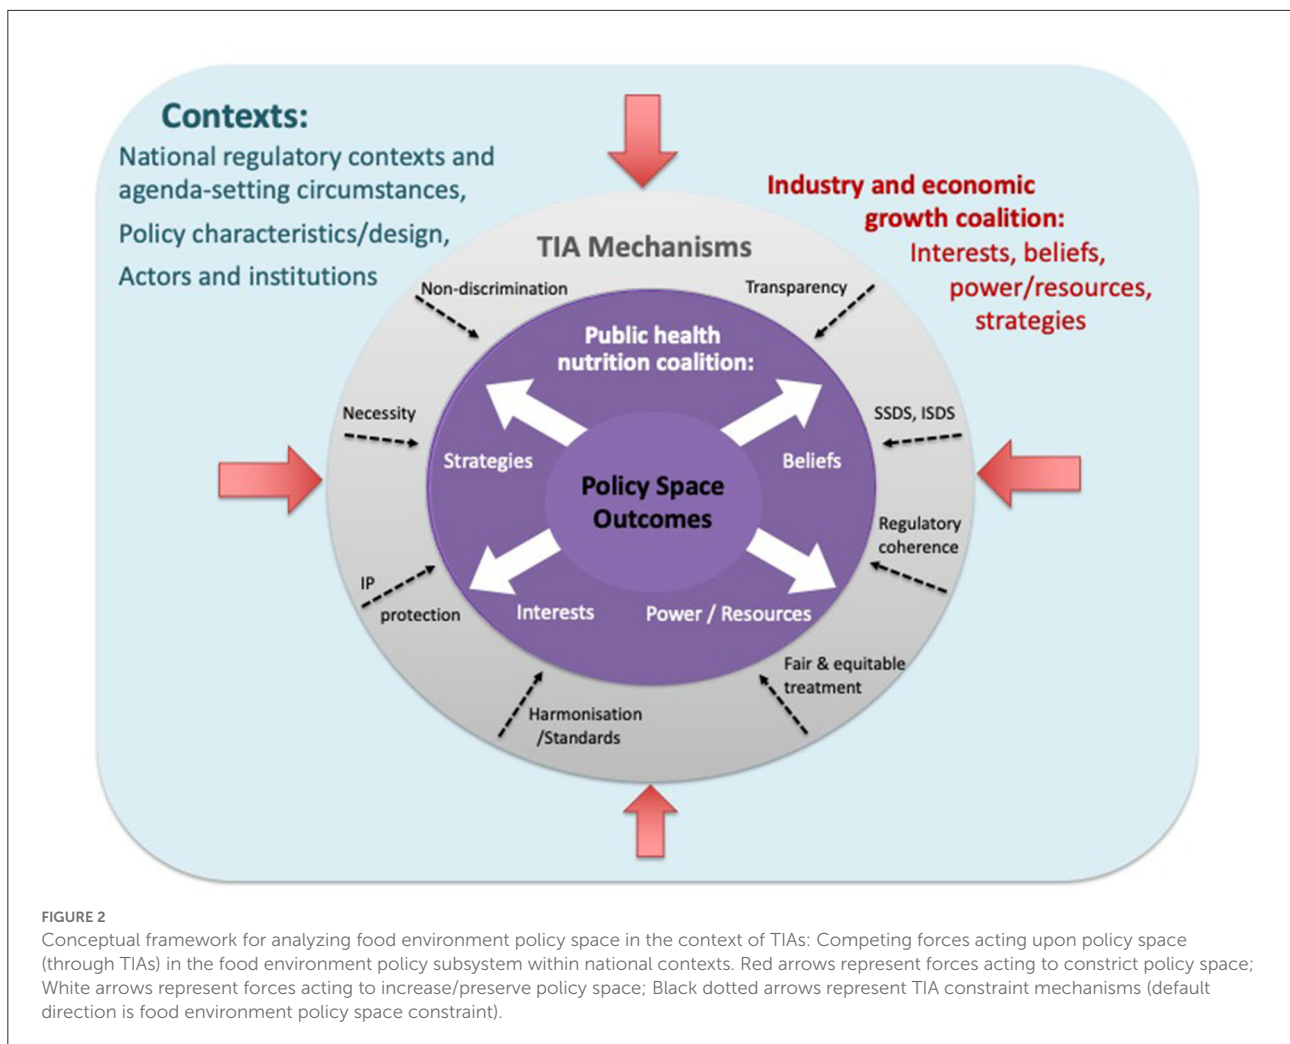 Contexts:
National regulatory contexts and
agenda-setting circumstances,
Policy characteristics/design,
Actors and institutions
Industry and economic
growth coalition:
Interests, beliefs,
power/resources,
strategies
TIA Mechanisms
Non-discrimination
Transparency
Public health
nutrition coalition:
Necessity
SSDS, ISDS
Strategies
Beliefs
Policy Space
Outcomes
Regulatory
coherence
IP
protection
Interests
Power / Resources
Fair & equitable
treatment
Harmonisation
/Standards
FIGURE 2
Conceptual framework for analyzing food environment policy space in the context of TIAs: Competing forces acting upon policy space
(through TIAs) in the food environment policy subsystem within national contexts. Red arrows represent forces acting to constrict policy space;
White arrows represent forces acting to increase/preserve policy space; Black dotted arrows represent TIA constraint mechanisms (default
direction is food environment policy space constraint).